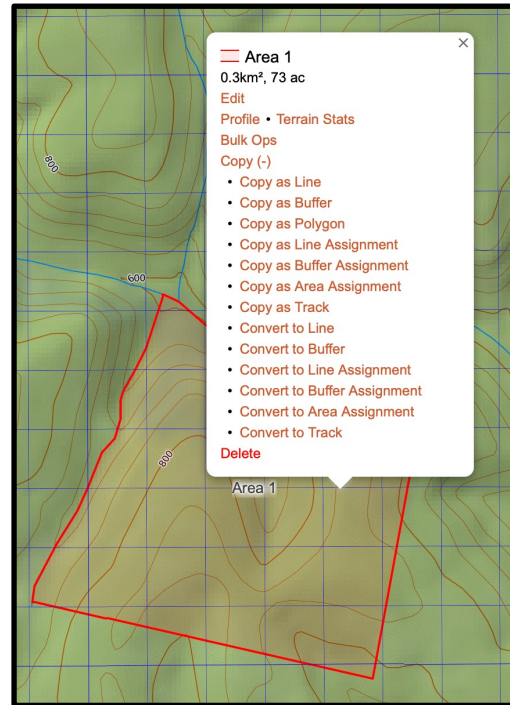 Area 1
0.3km², 73 ac
Edit
Profile • Terrain Stats
Bulk Ops
Copy (-)
• Copy as Line
• Copy as Buffer
• Copy as Polygon
• Copy as Line Assignment
• Copy as Buffer Assignment
• Copy as Area Assignment
• Copy as Track
• Convert to Line
• Convert to Buffer
• Convert to Line Assignment
• Convert to Buffer Assignment
• Convert to Area Assignment
• Convert to Track
Delete
800
600
800
Area 1